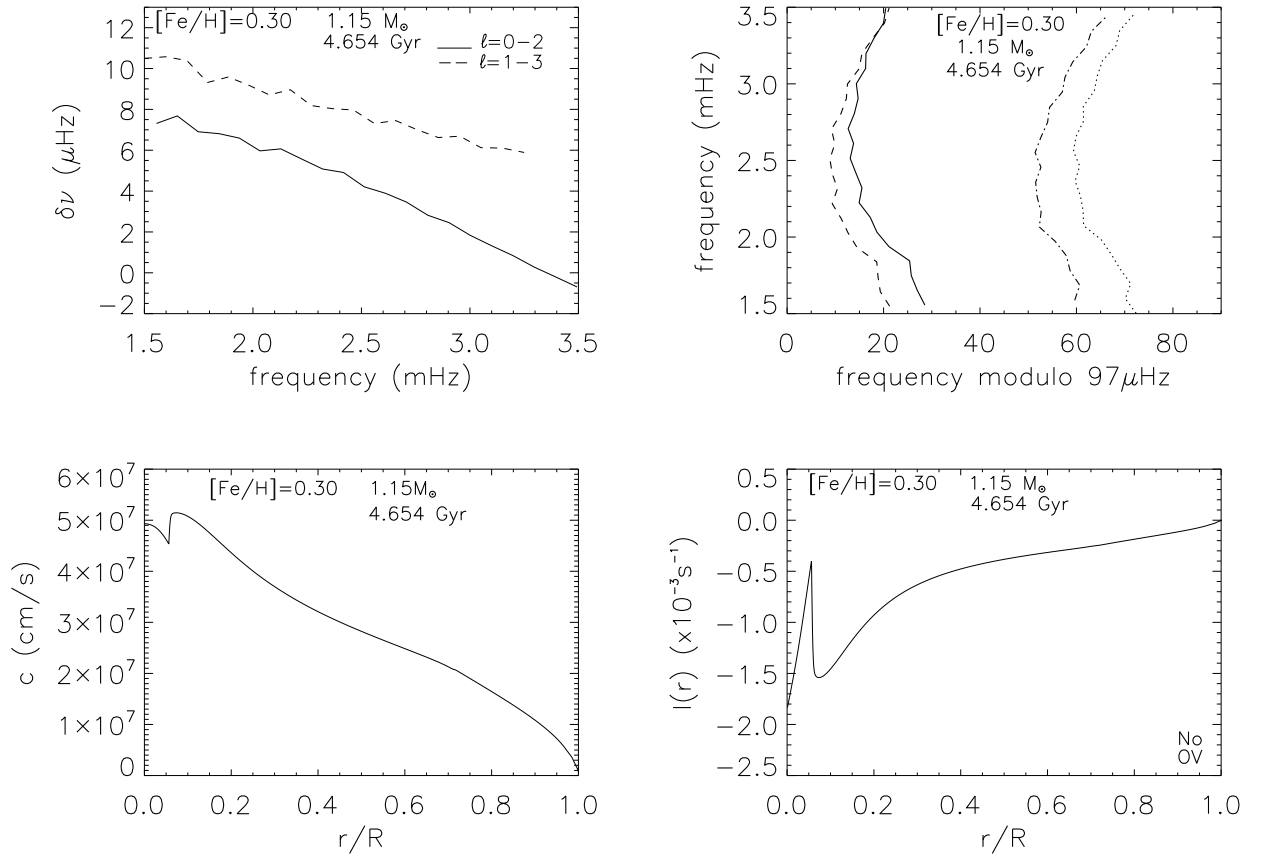 [Fe/H]=0.30 1.15 M⊙
4.654 Gyr
ℓ=0−2
ℓ=1−3
12
10
8
6
4
2
0
−2
δν (μHz)
1.5 2.0 2.5 3.0 3.5
frequency (mHz)
[Fe/H]=0.30
1.15 M⊙
4.654 Gyr
3.5
3.0
2.5
2.0
1.5
frequency (mHz)
0 20 40 60 80
frequency modulo 97μHz
[Fe/H]=0.30 1.15M⊙
4.654 Gyr
6×10⁷
5×10⁷
4×10⁷
3×10⁷
2×10⁷
1×10⁷
0
c (cm/s)
0.0 0.2 0.4 0.6 0.8 1.0
r/R
[Fe/H]=0.30 1.15 M⊙
4.654 Gyr
0.5
0.0
−0.5
−1.0
−1.5
−2.0
−2.5
I(r) (x10⁻³s⁻¹)
No
OV
0.0 0.2 0.4 0.6 0.8 1.0
r/R